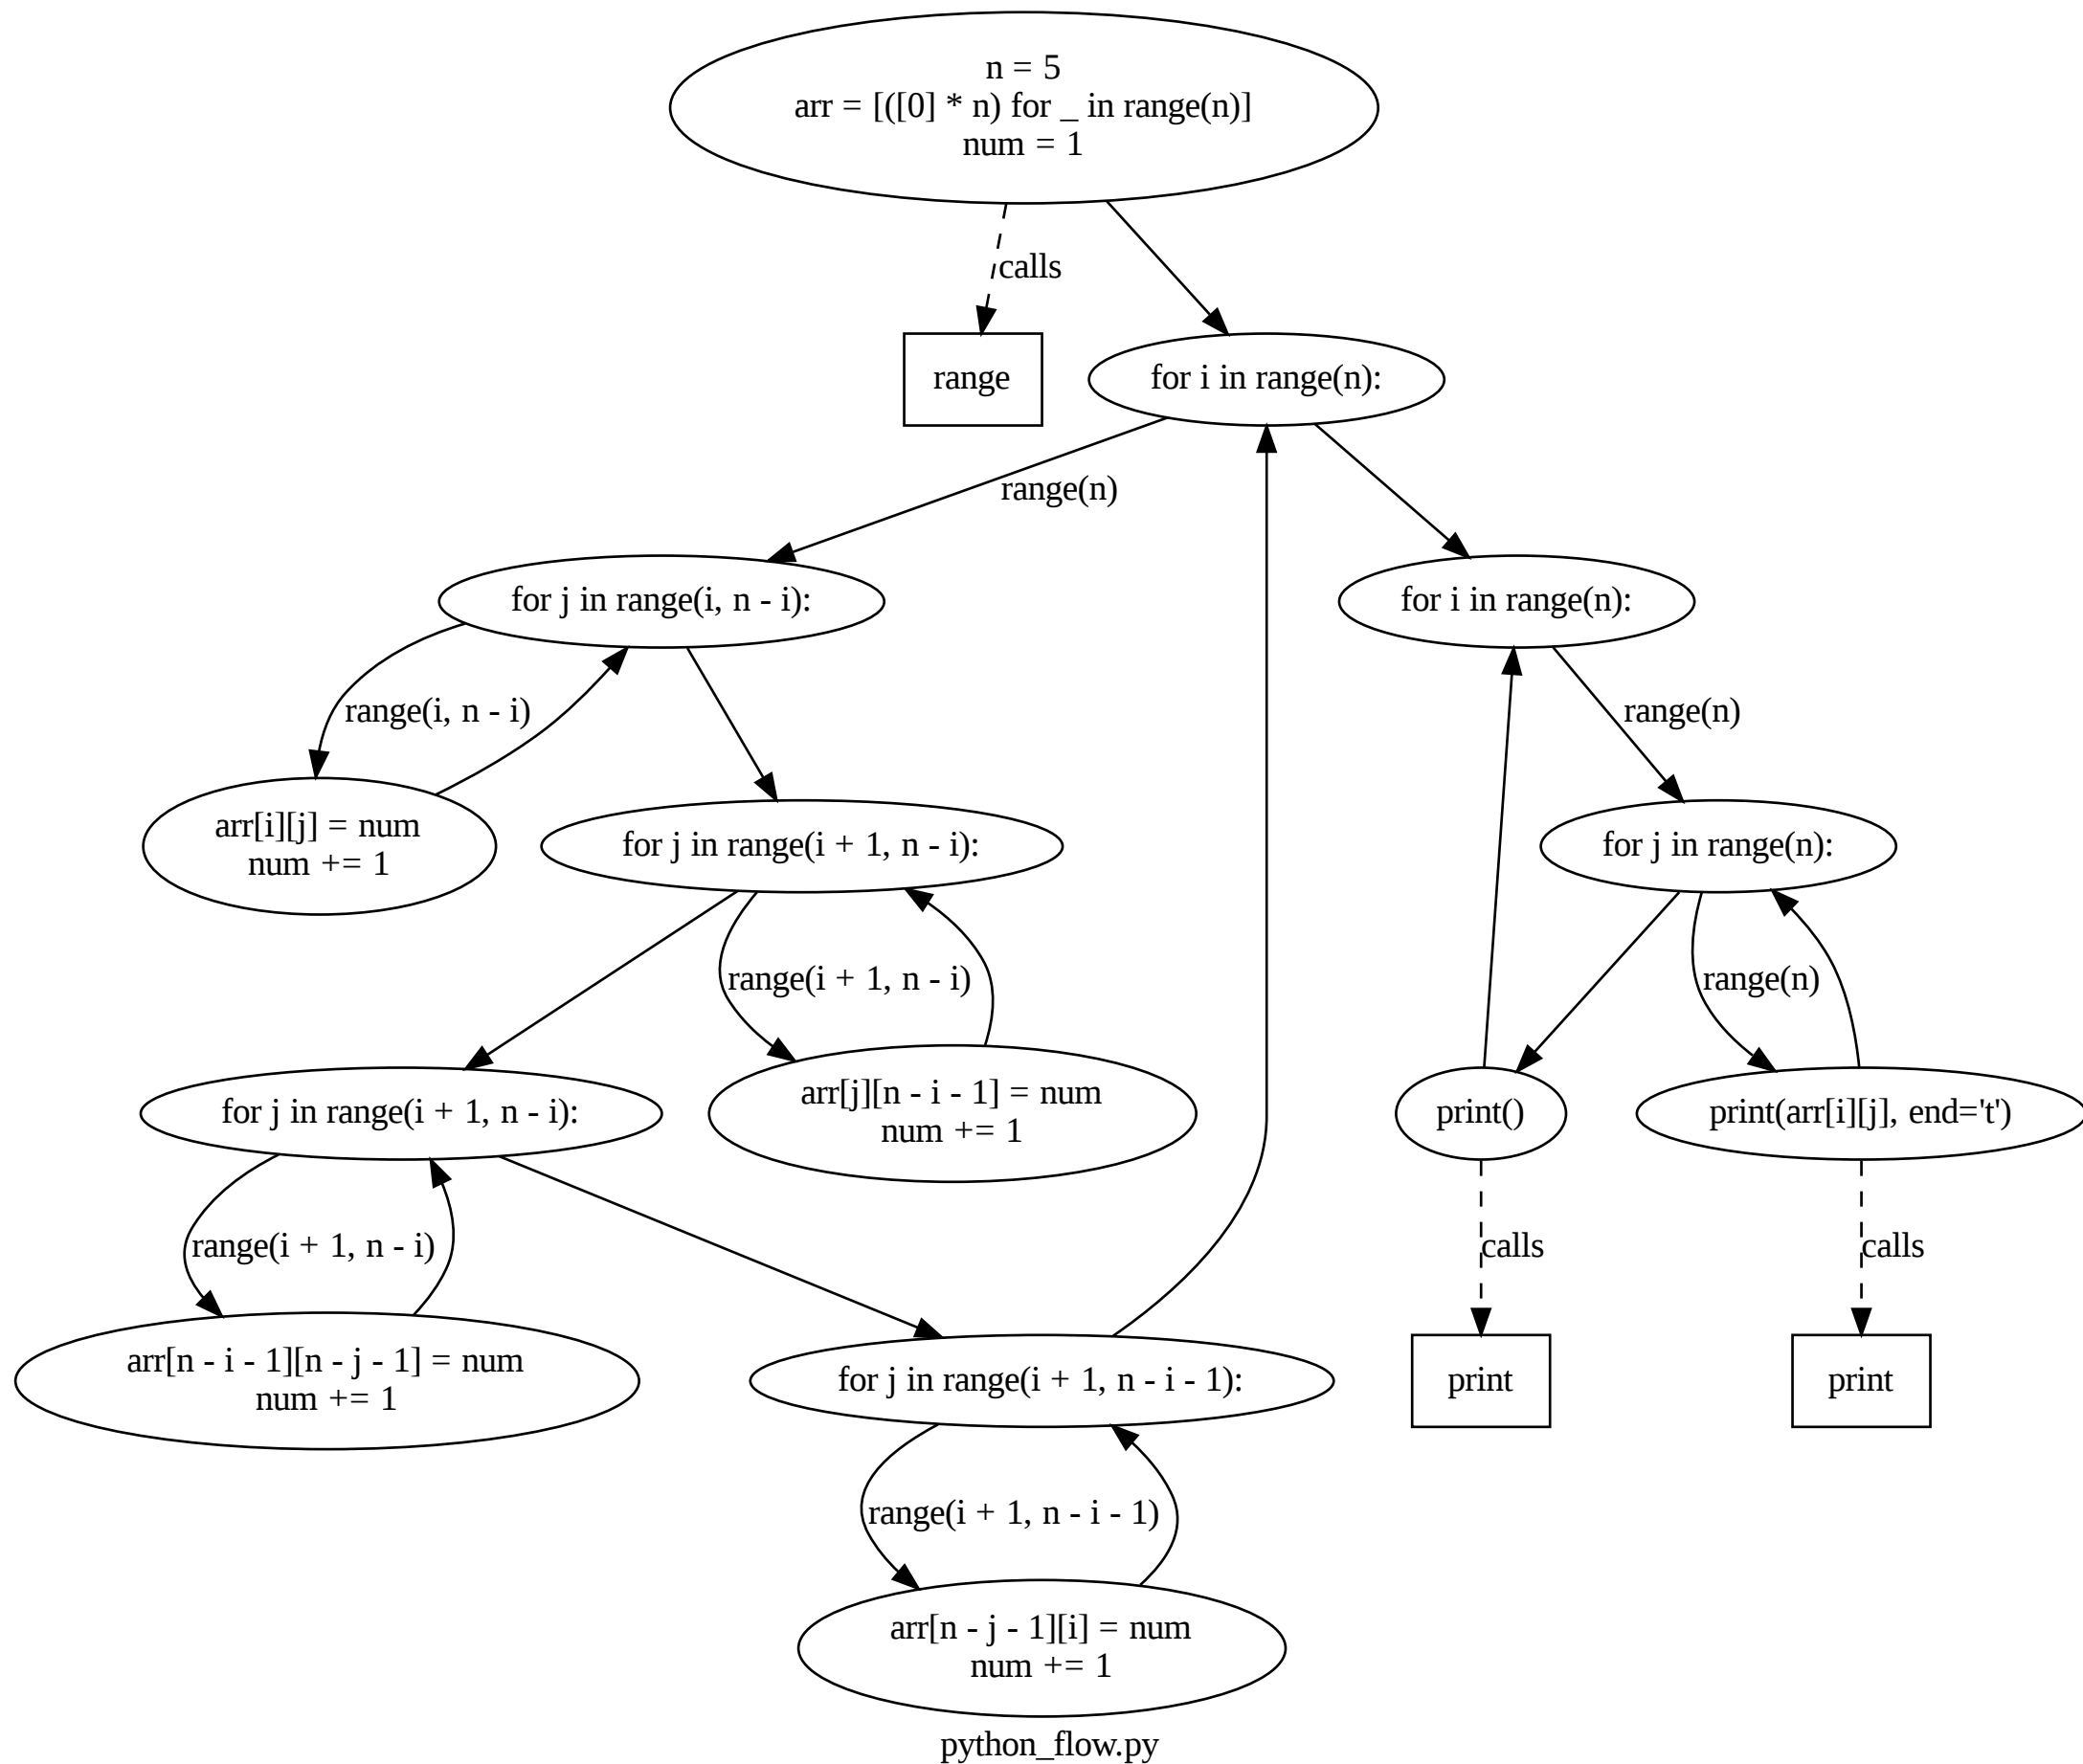 n = 5
arr = [([0] * n) for _ in range(n)]
num = 1
calls
range
for i in range(n):
range(n)
for j in range(i, n - i):
for i in range(n):
range(i, n - i)
range(n)
arr[i][j] = num
num += 1
for j in range(i + 1, n - i):
for j in range(n):
range(i + 1, n - i)
range(n)
for j in range(i + 1, n - i):
arr[j][n - i - 1] = num
num += 1
print()
print(arr[i][j], end='t')
range(i + 1, n - i)
calls
calls
arr[n - i - 1][n - j - 1] = num
num += 1
for j in range(i + 1, n - i - 1):
print
print
range(i + 1, n - i - 1)
arr[n - j - 1][i] = num
num += 1
python_flow.py